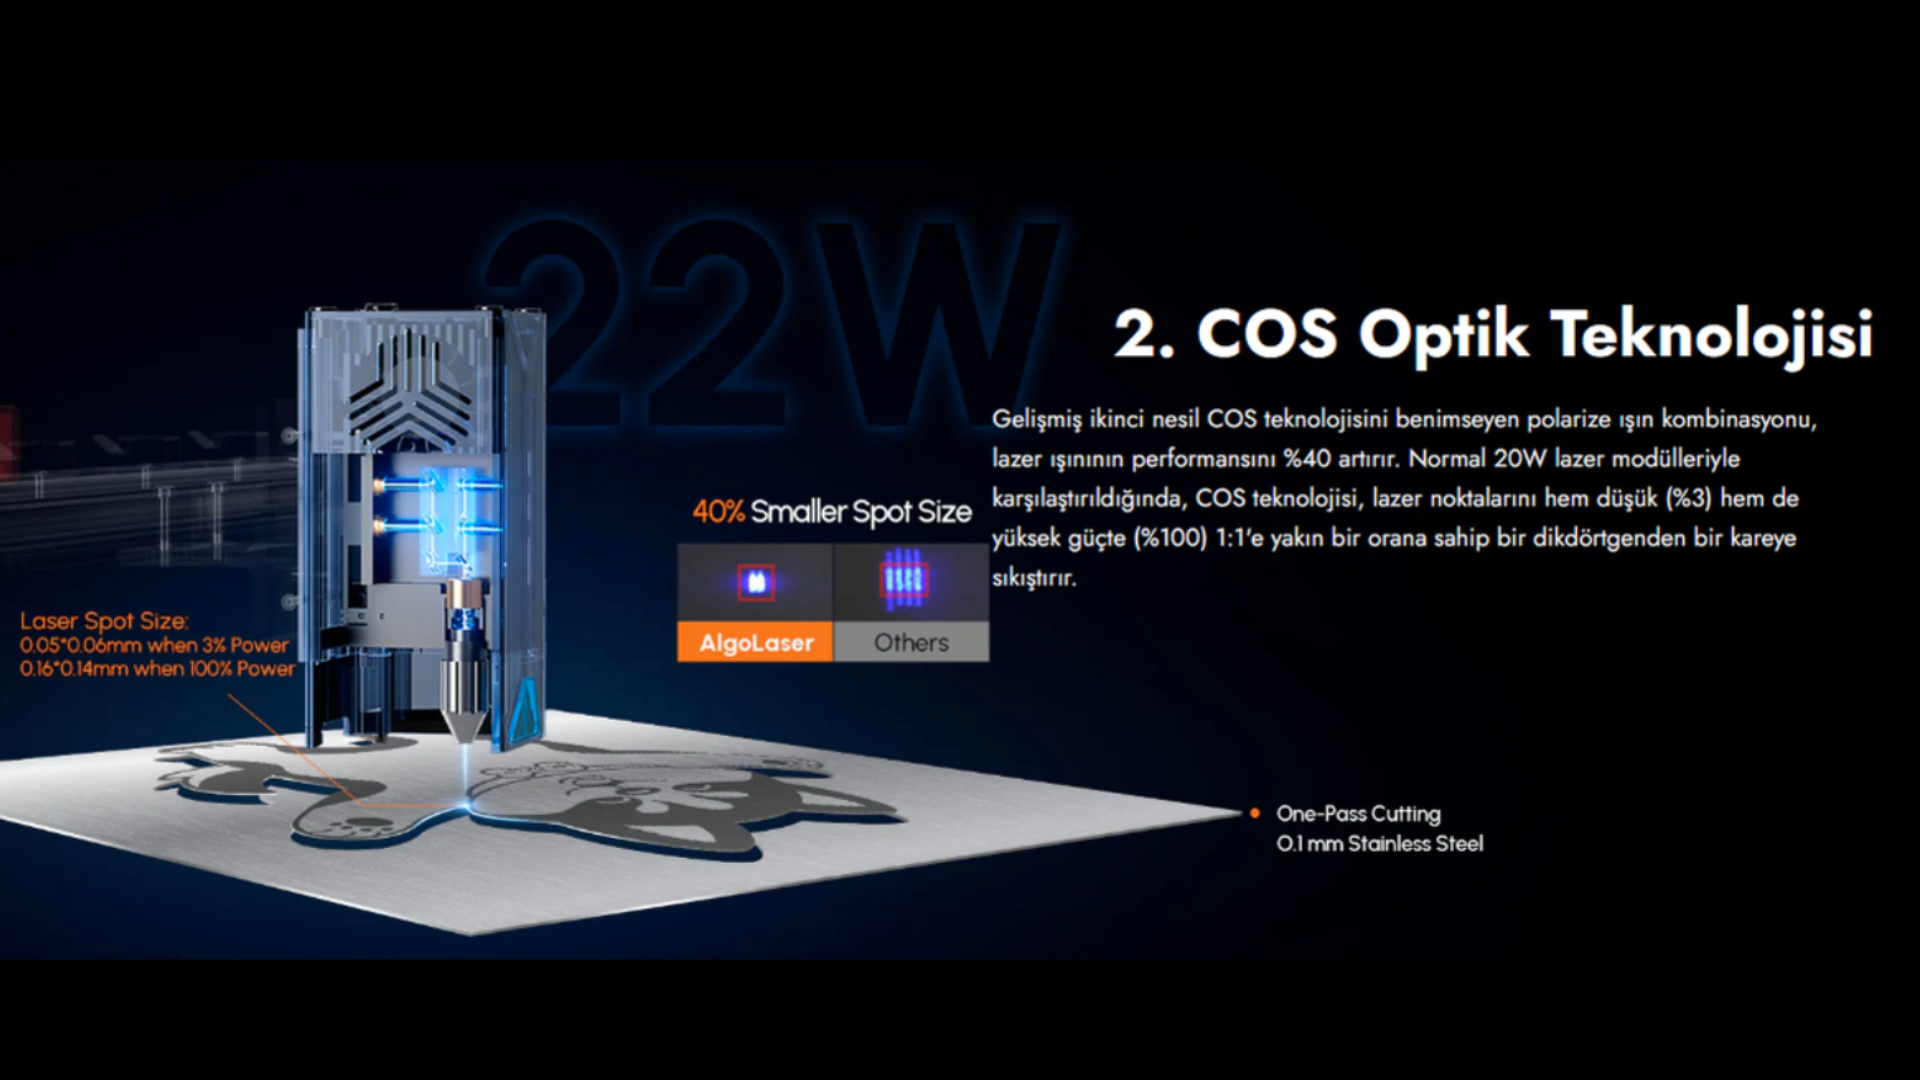 22W
2. COS Optik Teknolojisi
Gelişmiş ikinci nesil COS teknolojisini benimseyen polarize ışın kombinasyonu,
lazer ışınının performansını %40 artırır. Normal 20W lazer modülleriyle
karşılaştırıldığında, COS teknolojisi, lazer noktalarını hem düşük (%3) hem de
yüksek güçte (%100) 1:1'e yakın bir orana sahip bir dikdörtgenden bir kareye
sıkıştırır.
40% Smaller Spot Size
AlgoLaser
Others
Laser Spot Size:
0.05*0.06mm when 3% Power
0.16*0.14mm when 100% Power
One-Pass Cutting
0.1 mm Stainless Steel